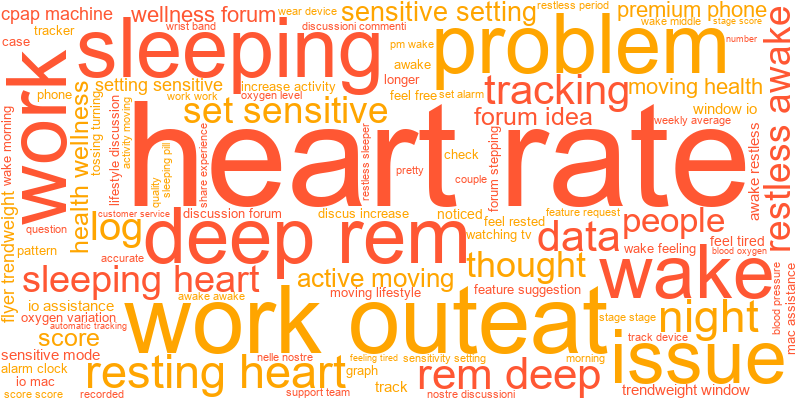 cpap machine
wellness forum
wrist band
wear device
discussioni commenti
sensitive setting
restless period
premium phone
wake middle
stage score
number
case
tracker
sleeping
pm wake
awake
longer
problem
restless awake
work
phone
setting sensitive
increase activity
work work
oxygen level
feel free
set alarm
tracking
moving health
set sensitive
forum idea
window io
weekly average
wake morning
health wellness
tossing turning
lifestyle discussion
activity moving
quality
sleeping pill
share experience
heart rate
restless sleeper
pretty
check
couple
forum stepping
awake restless
customer service
discussion forum
discus increase
noticed
feel rested
feature request
question
log
deep rem
watching tv
data
people
feel tired
pattern
accurate
wake feeling
blood oxygen
flyer trendweight
sleeping heart
active moving
thought
wake
moving lifestyle
feature suggestion
io assistance
awake awake
oxygen variation
automatic tracking
work outeat
stage stage
night
blood pressure
mac assistance
score
sensitive mode
nelle nostre
feeling tired
sensitivity setting
morning
track device
issue
alarm clock
resting heart
graph
io mac
rem deep
score score
recorded
support team
track
nostre discussioni
trendweight window